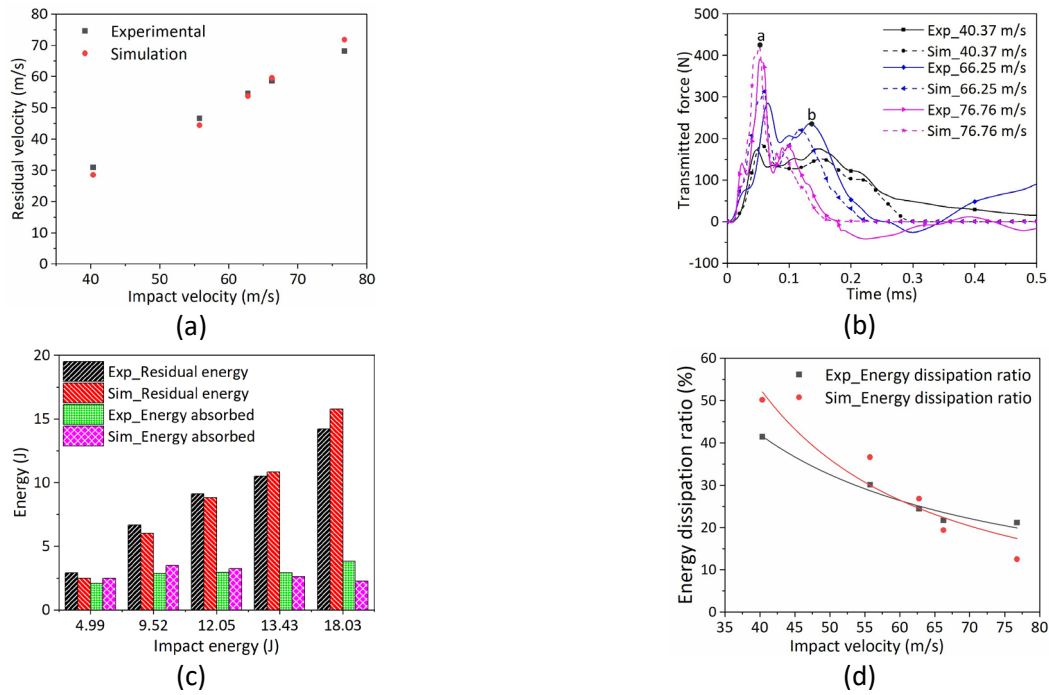 Experimental
Simulation
Residual velocity (m/s)
80
70
60
50
40
30
20
10
0
40 50 60 70 80
Impact velocity (m/s)
(a)
a
b
Exp_40.37 m/s
Sim_40.37 m/s
Exp_66.25 m/s
Sim_66.25 m/s
Exp_76.76 m/s
Sim_76.76 m/s
Transmitted force (N)
500
400
300
200
100
0
-100
0 0.1 0.2 0.3 0.4 0.5
Time (ms)
(b)
Exp_Residual energy
Sim_Residual energy
Exp_Energy absorbed
Sim_Energy absorbed
Energy (J)
20
15
10
5
0
4.99 9.52 12.05 13.43 18.03
Impact energy (J)
(c)
Exp_Energy dissipation ratio
Sim_Energy dissipation ratio
Energy dissipation ratio (%)
60
50
40
30
20
10
0
35 40 45 50 55 60 65 70 75 80
Impact velocity (m/s)
(d)